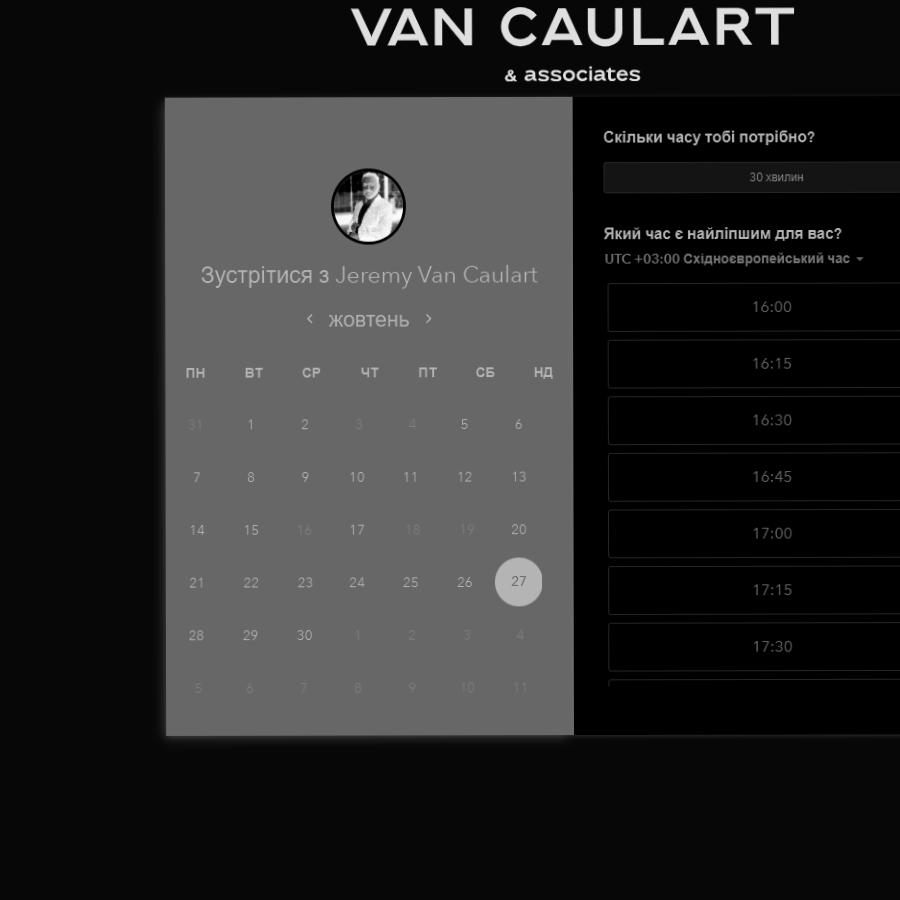 VAN CAULART
& associates
Зустрітися з Jeremy Van Caulart
жовтень
ПН ВТ СР ЧТ ПТ СБ НД
31 1 2 3 4 5 6
7 8 9 10 11 12 13
14 15 16 17 18 19 20
21 22 23 24 25 26 27
28 29 30 1 2 3 4
5 6 7 8 9 10 11
Скільки часу тобі потрібно?
30 хвилин
Який час є найліпшим для вас?
UTC +03:00 Східноєвропейський час
16:00
16:15
16:30
16:45
17:00
17:15
17:30